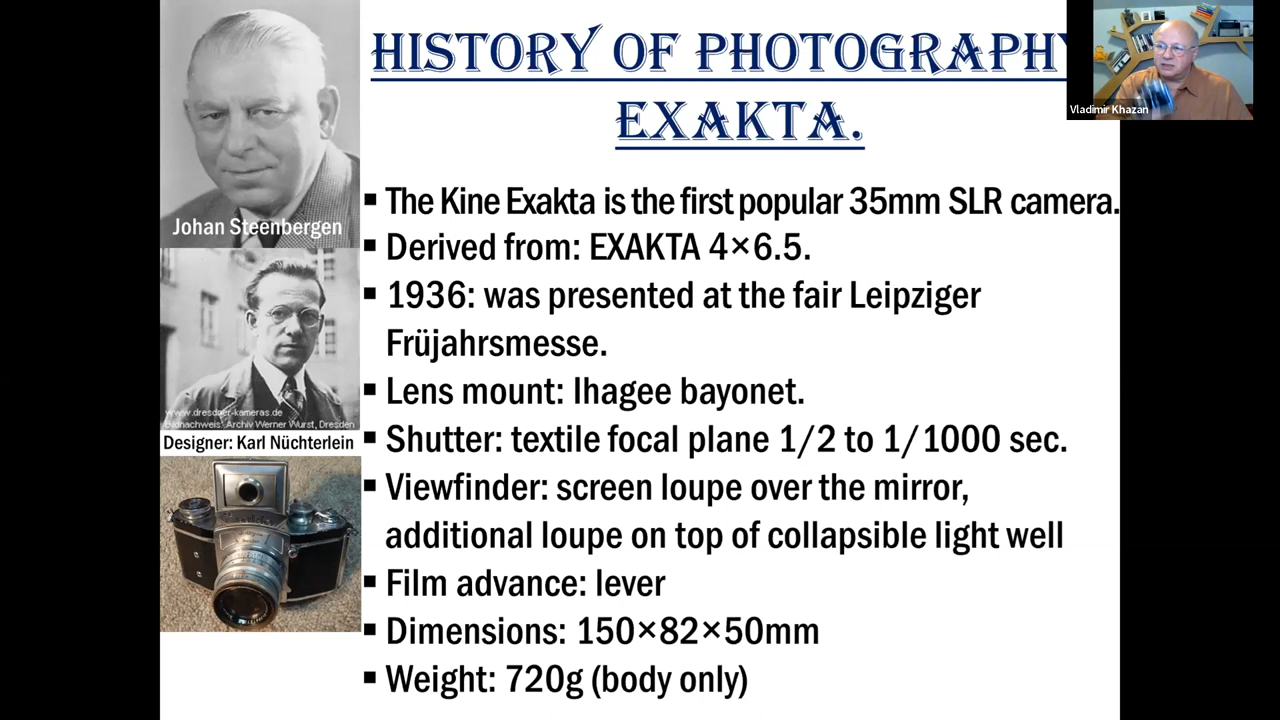 HISTORY OF PHOTOGRAPHY
EXAKTA.
Vladimir Khazan
Johan Steenbergen
www.dresdner-kameras.de
Bildnachweis: Archiv Werner Wurst, Dresden
Designer: Karl Nüchterlein
▪ The Kine Exakta is the first popular 35mm SLR camera.
▪ Derived from: EXAKTA 4×6.5.
▪ 1936: was presented at the fair Leipziger
Früjahrsmesse.
▪ Lens mount: Ihagee bayonet.
▪ Shutter: textile focal plane 1/2 to 1/1000 sec.
▪ Viewfinder: screen loupe over the mirror,
additional loupe on top of collapsible light well
▪ Film advance: lever
▪ Dimensions: 150×82×50mm
▪ Weight: 720g (body only)